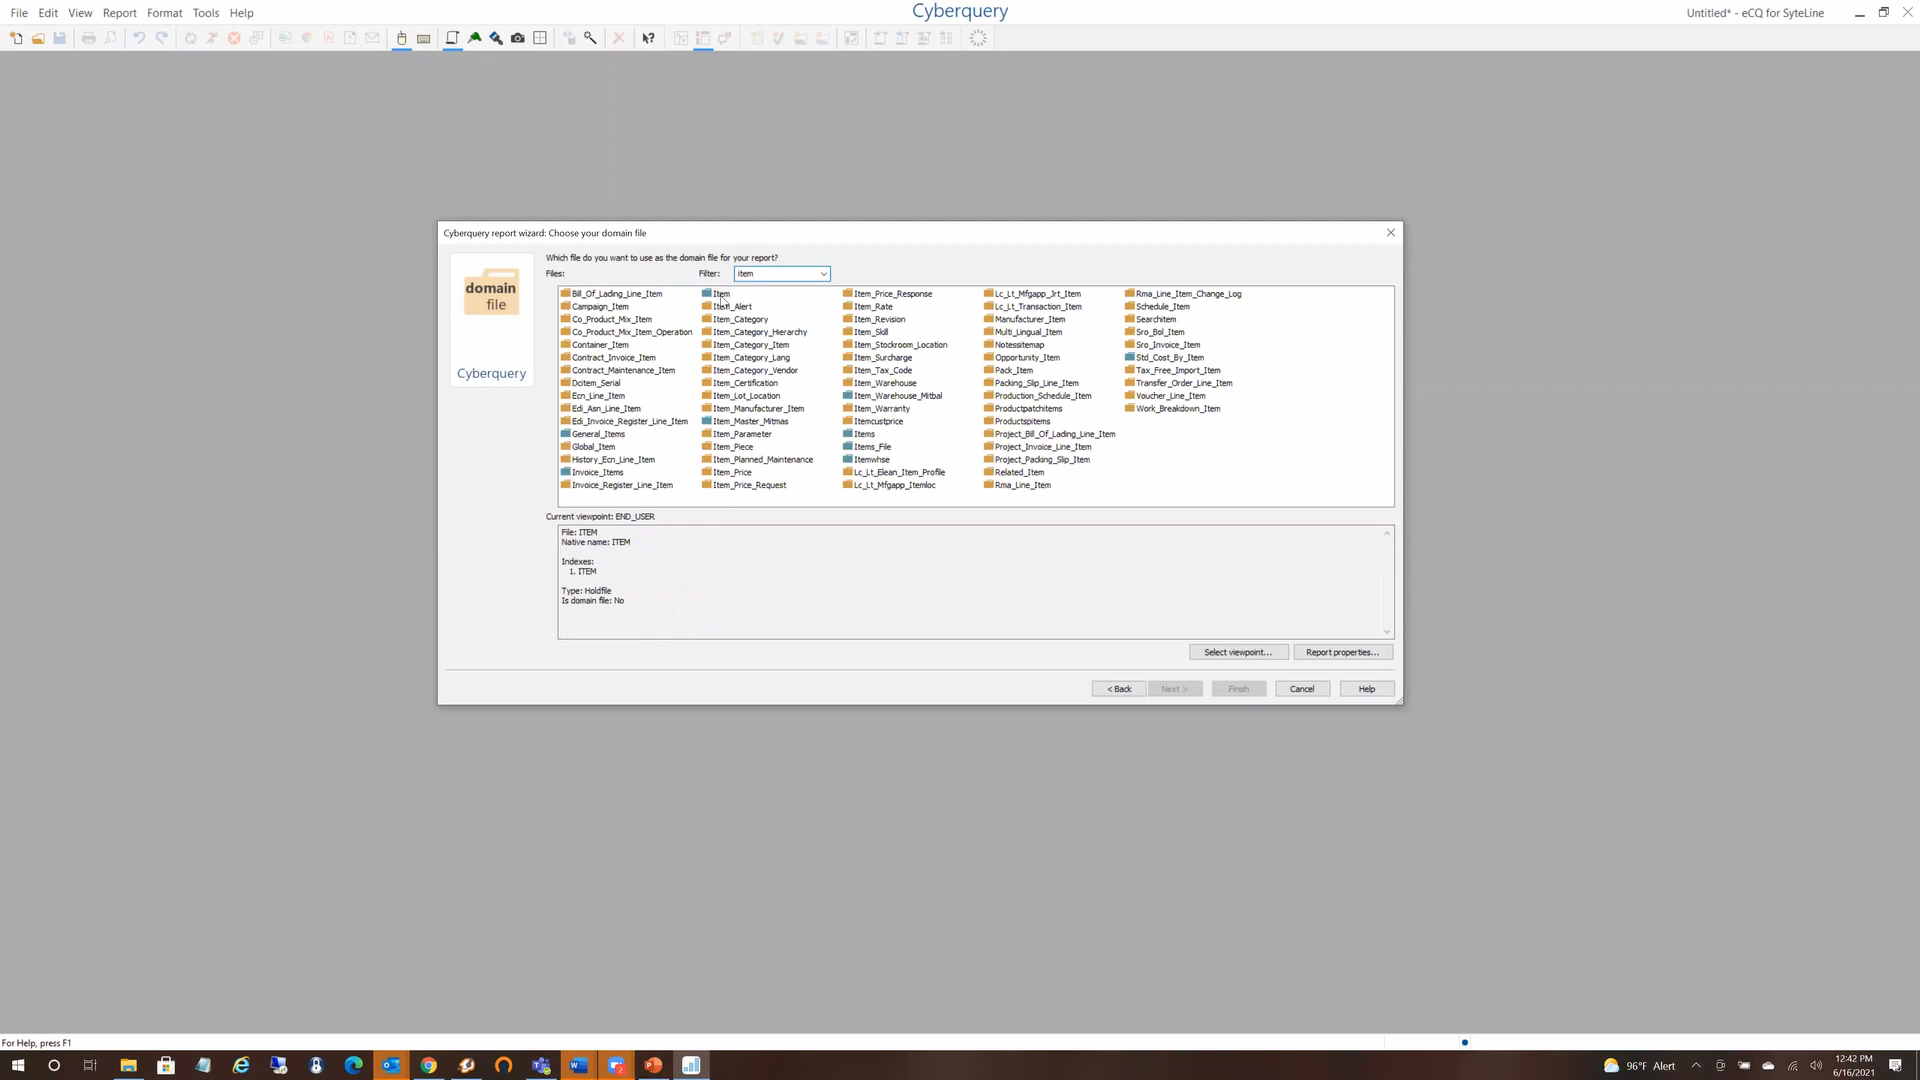 File Edit View Report Format Tools Help
Cyberquery
Untitled* - eCQ for SyteLine
Cyberquery report wizard: Choose your domain file
Which file do you want to use as the domain file for your report?
Files:
Filter: item
domain
file
Cyberquery
Bill_Of_Lading_Line_Item
Campaign_Item
Co_Product_Mix_Item
Co_Product_Mix_Item_Operation
Container_Item
Contract_Invoice_Item
Contract_Maintenance_Item
Dcitem_Serial
Ecn_Line_Item
Edi_Asn_Line_Item
Edi_Invoice_Register_Line_Item
General_Items
Global_Item
History_Ecn_Line_Item
Invoice_Items
Invoice_Register_Line_Item
Item
Item_Alert
Item_Category
Item_Category_Hierarchy
Item_Category_Item
Item_Category_Lang
Item_Category_Vendor
Item_Certification
Item_Lot_Location
Item_Manufacturer_Item
Item_Master_Mitmas
Item_Parameter
Item_Piece
Item_Planned_Maintenance
Item_Price
Item_Price_Request
Item_Price_Response
Item_Rate
Item_Revision
Item_Skill
Item_Stockroom_Location
Item_Surcharge
Item_Tax_Code
Item_Warehouse
Item_Warehouse_Mitbal
Item_Warranty
Itemcustprice
Items
Items_File
Itemwhse
Lc_Lt_Elean_Item_Profile
Lc_Lt_Mfgapp_Itemloc
Lc_Lt_Mfgapp_Jrt_Item
Lc_Lt_Transaction_Item
Manufacturer_Item
Multi_Lingual_Item
Notessitemap
Opportunity_Item
Pack_Item
Packing_Slip_Line_Item
Production_Schedule_Item
Productpatchitems
Productspitems
Project_Bill_Of_Lading_Line_Item
Project_Invoice_Line_Item
Project_Packing_Slip_Item
Related_Item
Rma_Line_Item
Rma_Line_Item_Change_Log
Schedule_Item
Searchitem
Sro_Bol_Item
Sro_Invoice_Item
Std_Cost_By_Item
Tax_Free_Import_Item
Transfer_Order_Line_Item
Voucher_Line_Item
Work_Breakdown_Item
Current viewpoint: END_USER
File: ITEM
Native name: ITEM
Indexes:
1. ITEM
Type: Holdfile
Is domain file: No
Select viewpoint... Report properties...
< Back Next > Finish Cancel Help
For Help, press F1
96°F Alert
12:42 PM
6/16/2021